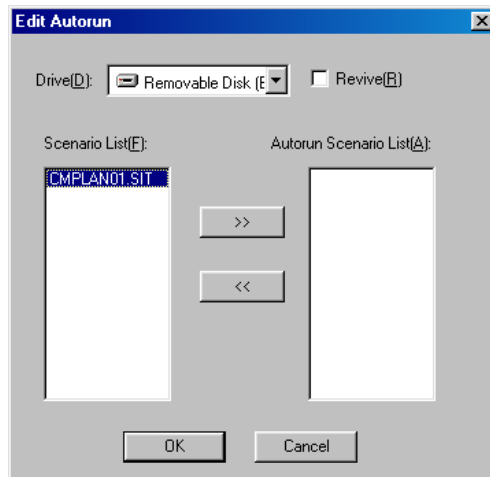 Edit Autorun
Drive(D): Removable Disk (E Revive(R)
Scenario List(F): Autorun Scenario List(A):
CMPLAN01.SIT
>>
<<
OK Cancel